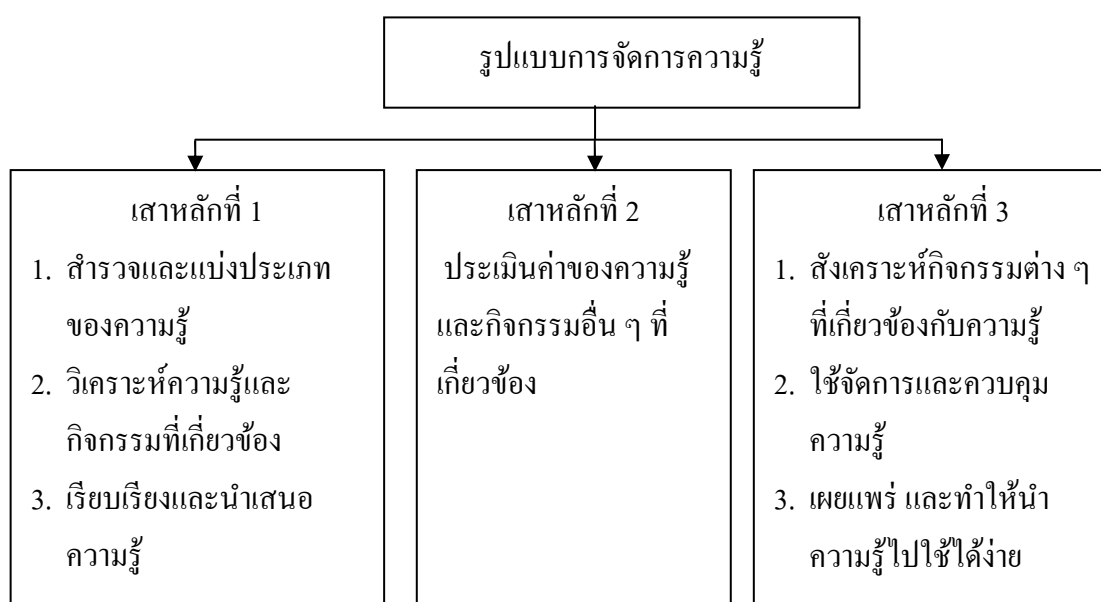 รูปแบบการจัดการความรู้
เสาหลักที่ 1
1. สำรวจและแบ่งประเภท
ของความรู้
2. วิเคราะห์ความรู้และ
กิจกรรมที่เกี่ยวข้อง
3. เรียบเรียงและนำเสนอ
ความรู้
เสาหลักที่ 2
ประเมินค่าของความรู้
และกิจกรรมอื่น ๆ ที่
เกี่ยวข้อง
เสาหลักที่ 3
1. สังเคราะห์กิจกรรมต่าง ๆ
ที่เกี่ยวข้องกับความรู้
2. ใช้จัดการและควบคุม
ความรู้
3. เผยแพร่ และทำให้นำ
ความรู้ไปใช้ได้ง่าย